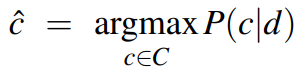 ĉ = argmax P(c|d)
c∈C